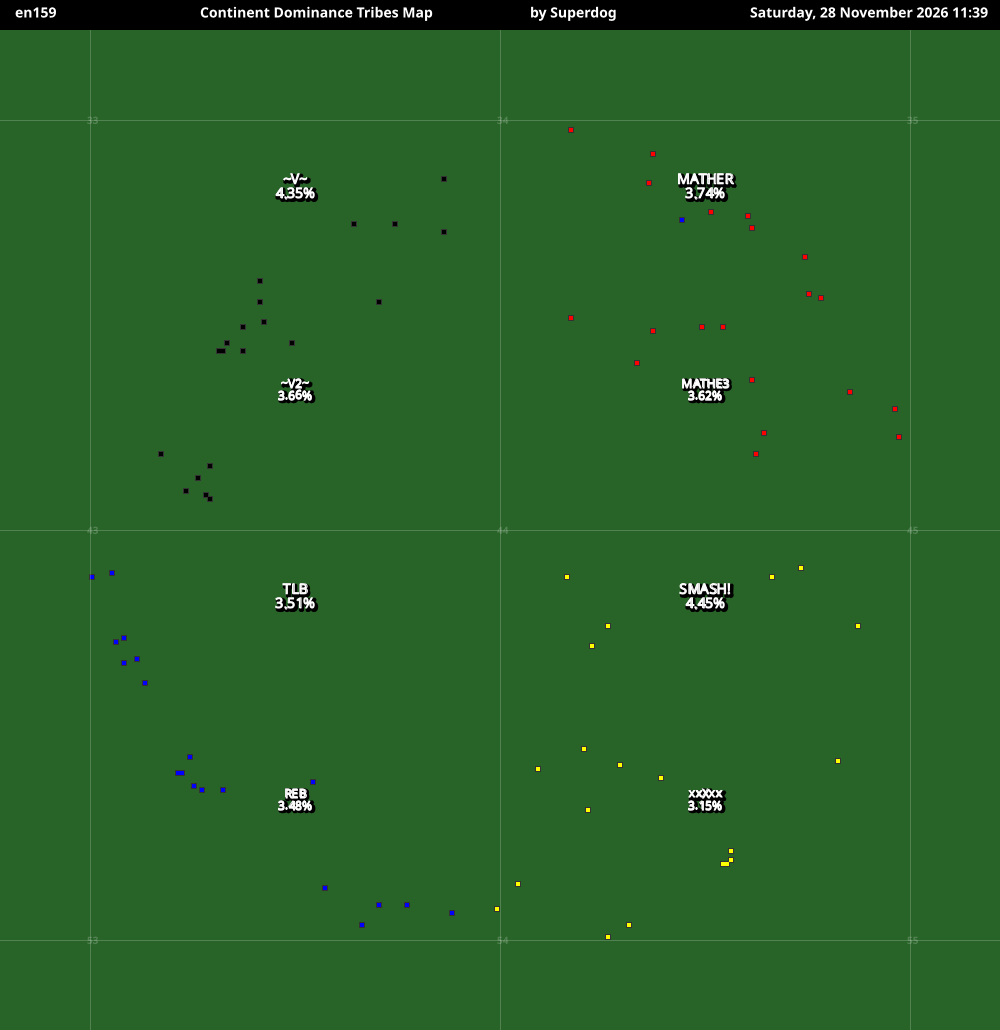 en159 Continent Dominance Tribes Map by Superdog Saturday, 28 November 2026 11:39
33 34 35
~V~ MATHER
4.35% 3.74%
~V2~ MATHE3
3.66% 3.62%
43 44 45
TLB SMASH!
3.51% 4.45%
REB xxXxx
3.48% 3.15%
53 54 55